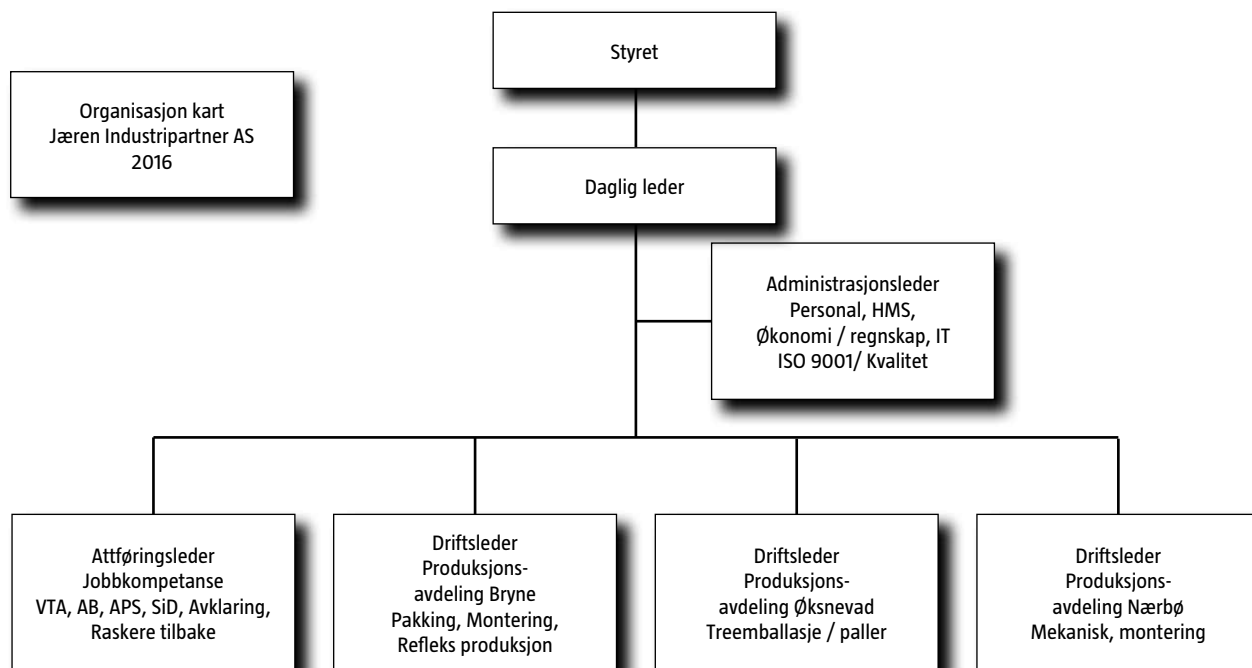 Styret
Organisasjon kart
Jæren Industripartner AS
2016
Daglig leder
Administrasjonsleder
Personal, HMS,
Økonomi / regnskap, IT
ISO 9001/ Kvalitet
Attføringsleder
Jobbkompetanse
VTA, AB, APS, SiD, Avklaring,
Raskere tilbake
Driftsleder
Produksjons-
avdeling Bryne
Pakking, Montering,
Refleks produksjon
Driftsleder
Produksjons-
avdeling Øksnevad
Treemballasje / paller
Driftsleder
Produksjons-
avdeling Nærbø
Mekanisk, montering